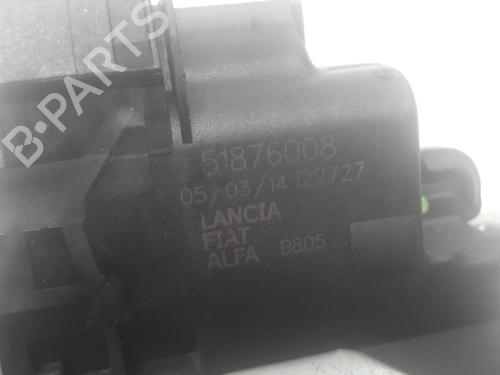 B-PARTS
51876008
05/03/14 122727
LANCIA
FIAT
ALFA B805